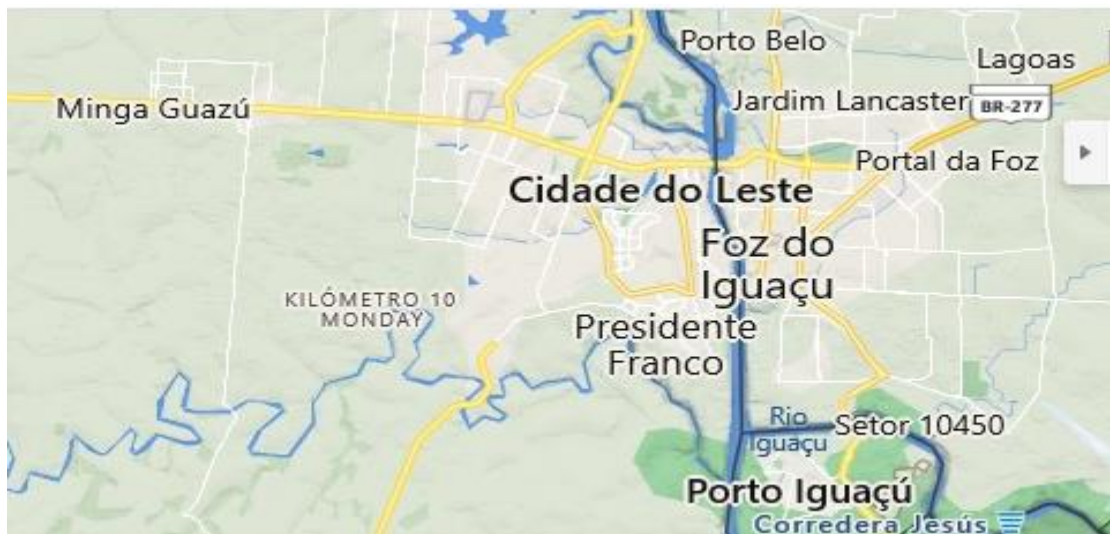 Porto Belo
Lagoas
Minga Guazú
Jardim Lancaster
BR-277
Portal da Foz
Cidade do Leste
Foz do
Iguaçu
KILÓMETRO 10
MONDAY
Presidente
Franco
Rio
Iguaçu
Setor 10450
Porto Iguaçú
Corredera Jesús